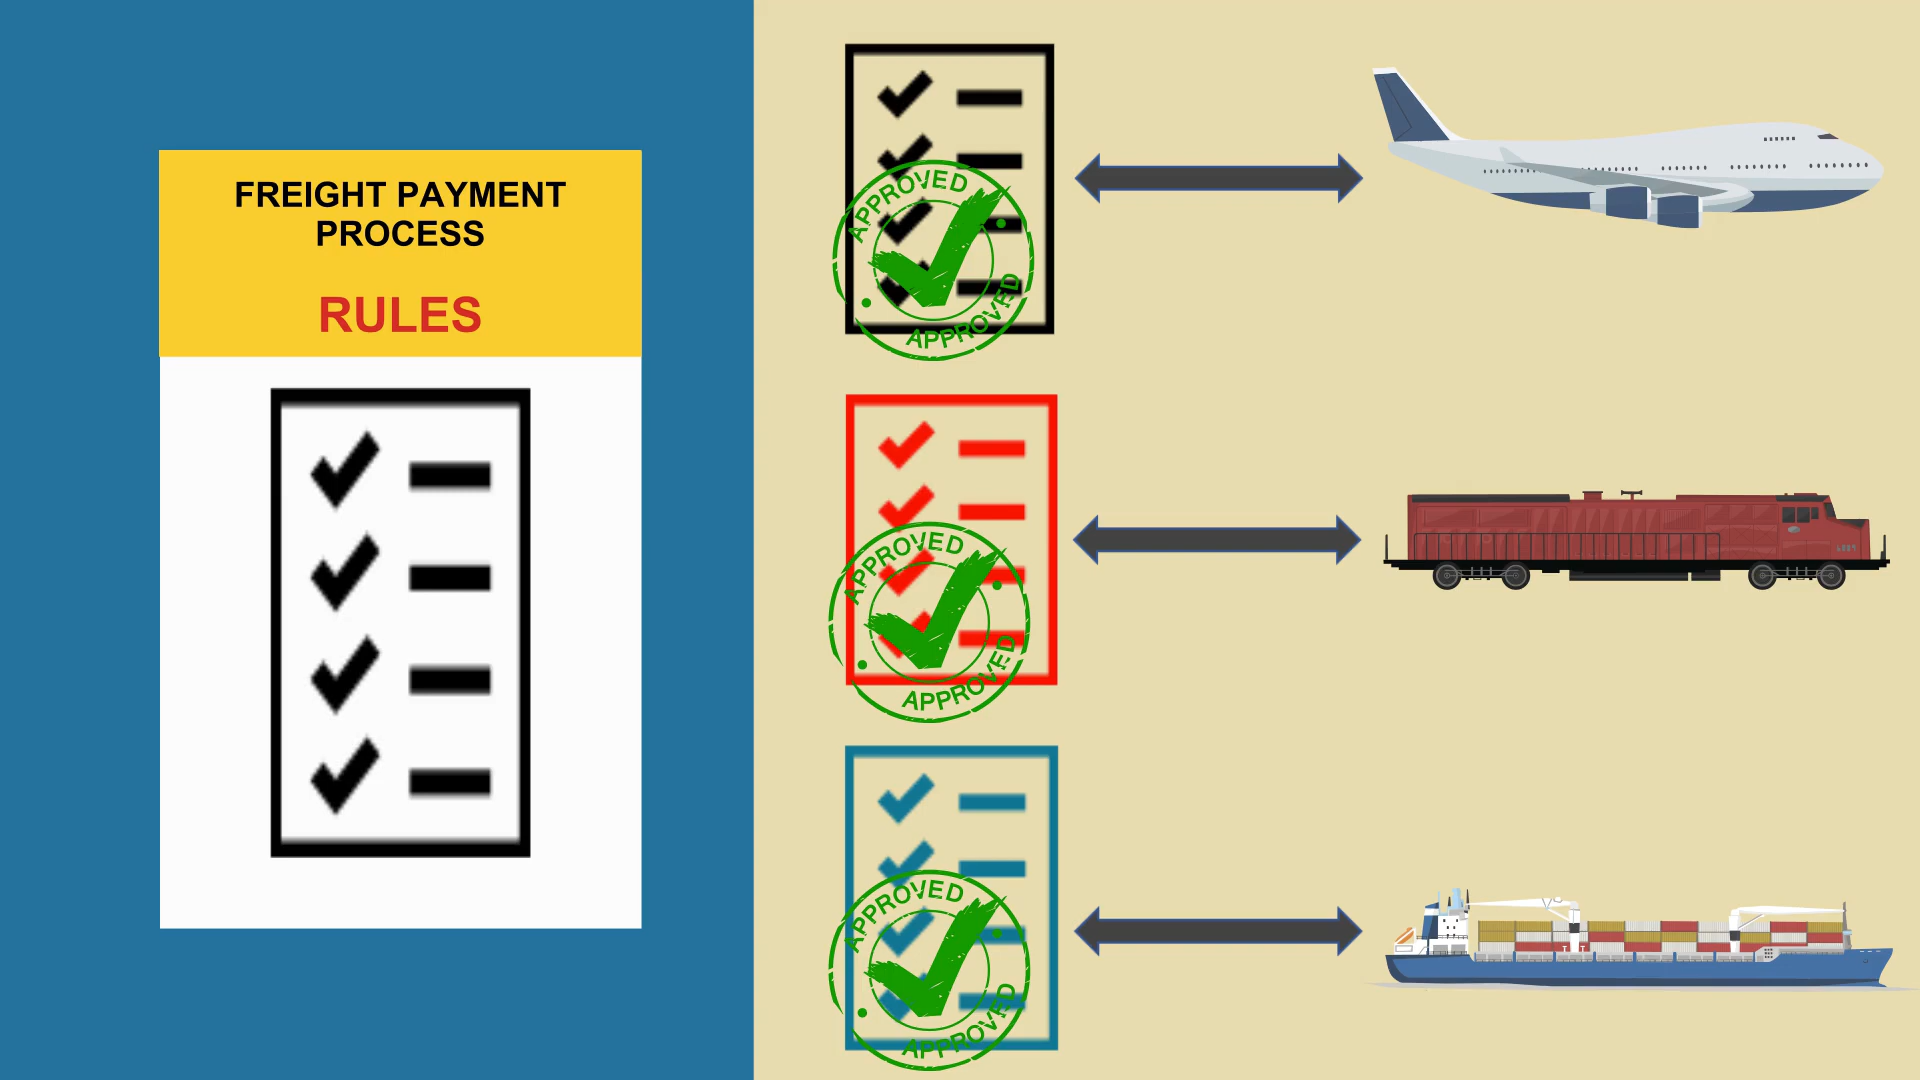 FREIGHT PAYMENT
PROCESS
RULES
APPROVED
APPROVED
APPROVED
APPROVED
APPROVED
APPROVED